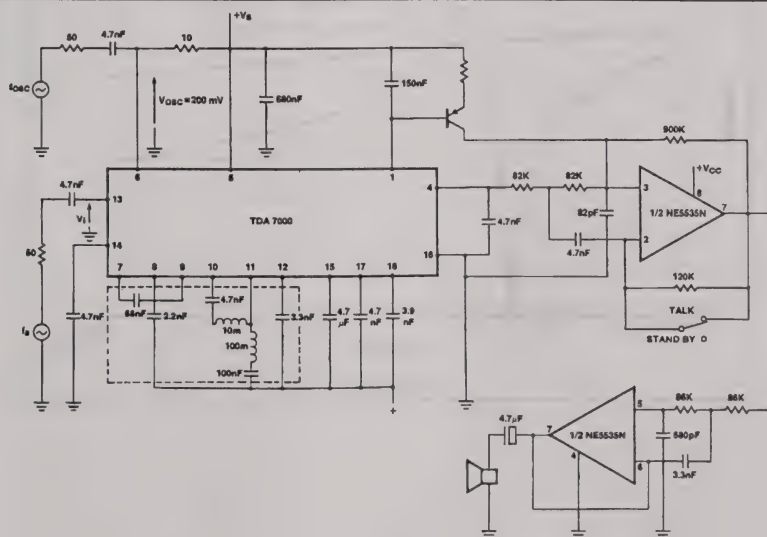 +VS
50
4.7nF
10
150nF
fosc
VOSC = 200 mV
680nF
900K
6
5
1
+VCC
4.7nF
13
4
82K
82K
3
8
7
Vi
TDA 7000
4.7nF
82pF
1/2 NE5535N
14
16
4.7nF
2
50
7
8
9
10
11
12
15
17
18
120K
4.7nF
2.2nF
4.7nF
3.3nF
4.7
µF
4.7
nF
3.9
nF
TALK
10m
100m
STAND BY
100nF
+
4.7µF
7
1/2 NE5535N
5
86K
86K
4
680pF
6
3.3nF